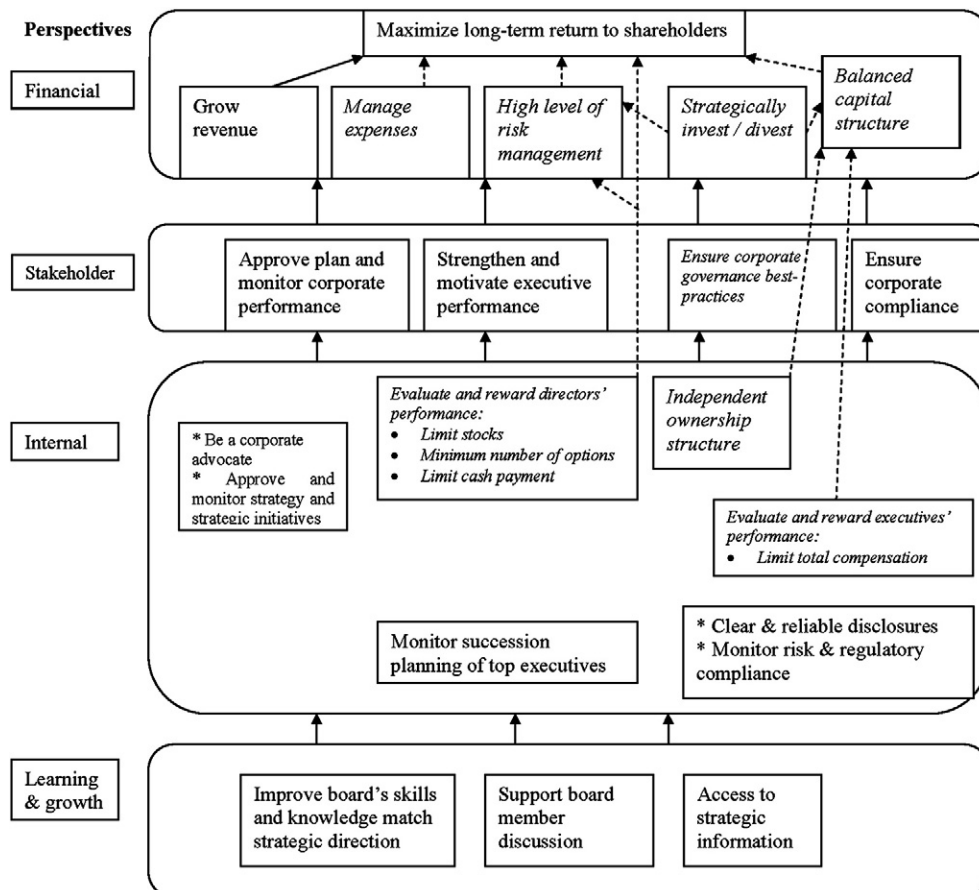 Perspectives
Maximize long-term return to shareholders
Financial
Grow
revenue
Manage
expenses
High level of
risk
management
Strategically
invest / divest
Balanced
capital
structure
Stakeholder
Approve plan and
monitor corporate
performance
Strengthen and
motivate executive
performance
Ensure corporate
governance best-
practices
Ensure
corporate
compliance
Internal
* Be a corporate
advocate
* Approve and
monitor strategy and
strategic initiatives
Evaluate and reward directors'
performance:
• Limit stocks
• Minimum number of options
• Limit cash payment
Independent
ownership
structure
Evaluate and reward executives'
performance:
• Limit total compensation
Monitor succession
planning of top executives
* Clear & reliable disclosures
* Monitor risk & regulatory
compliance
Learning
& growth
Improve board's skills
and knowledge match
strategic direction
Support board
member
discussion
Access to
strategic
information